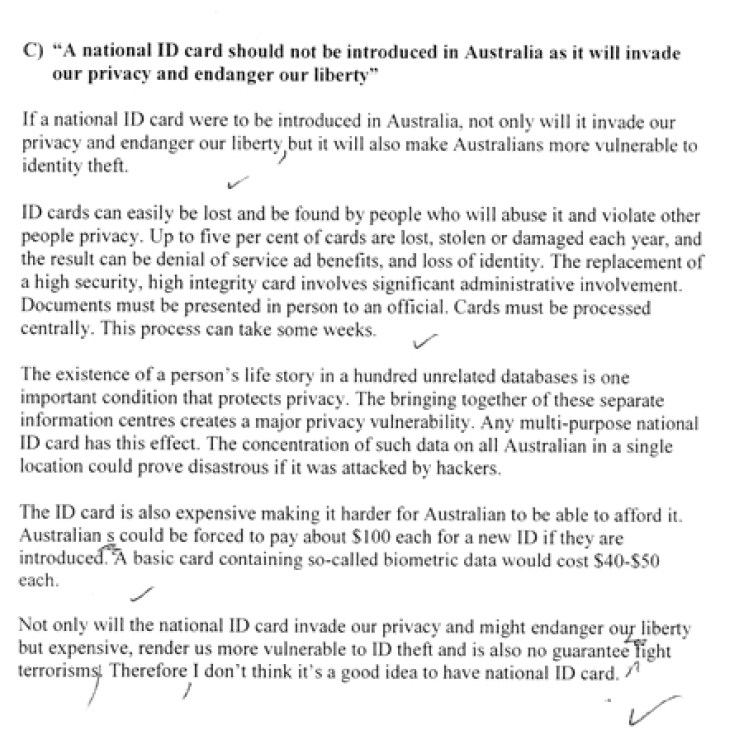 C) “A national ID card should not be introduced in Australia as it will invade
our privacy and endanger our liberty”
If a national ID card were to be introduced in Australia, not only will it invade our
privacy and endanger our liberty,but it will also make Australians more vulnerable to
identity theft.
ID cards can easily be lost and be found by people who will abuse it and violate other
people privacy. Up to five per cent of cards are lost, stolen or damaged each year, and
the result can be denial of service ad benefits, and loss of identity. The replacement of
a high security, high integrity card involves significant administrative involvement.
Documents must be presented in person to an official. Cards must be processed
centrally. This process can take some weeks.
The existence of a person’s life story in a hundred unrelated databases is one
important condition that protects privacy. The bringing together of these separate
information centres creates a major privacy vulnerability. Any multi-purpose national
ID card has this effect. The concentration of such data on all Australian in a single
location could prove disastrous if it was attacked by hackers.
The ID card is also expensive making it harder for Australian to be able to afford it.
Australian s could be forced to pay about $100 each for a new ID if they are
introduced. A basic card containing so-called biometric data would cost $40-$50
each.
Not only will the national ID card invade our privacy and might endanger our liberty
but expensive, render us more vulnerable to ID theft and is also no guarantee fight
terrorisms. Therefore, I don’t think it’s a good idea to have national ID card.